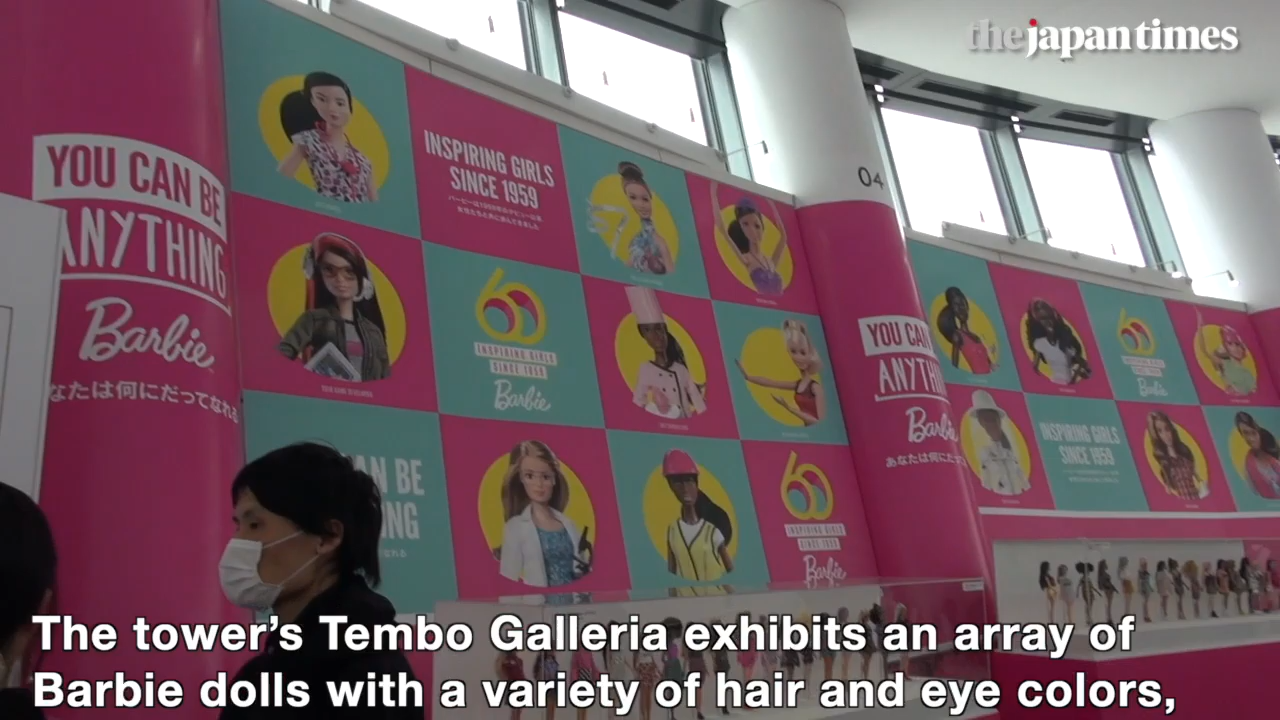 the japan times
04
YOU CAN BE
ANYTHING
Barbie
なたは何にだってなれる
INSPIRING GIRLS
SINCE 1959
60
INSPIRING GIRLS
SINCE 1959
Barbie
CAN BE
ING
YOU CAN
ANYTHI
Barbi
あなたは何にだっ
60
INSPIRING GIRLS
SINCE 1959
Barbie
60
Barbie
INSPIRING GIRLS
SINCE 1959
The tower's Tembo Galleria exhibits an array of
Barbie dolls with a variety of hair and eye colors,